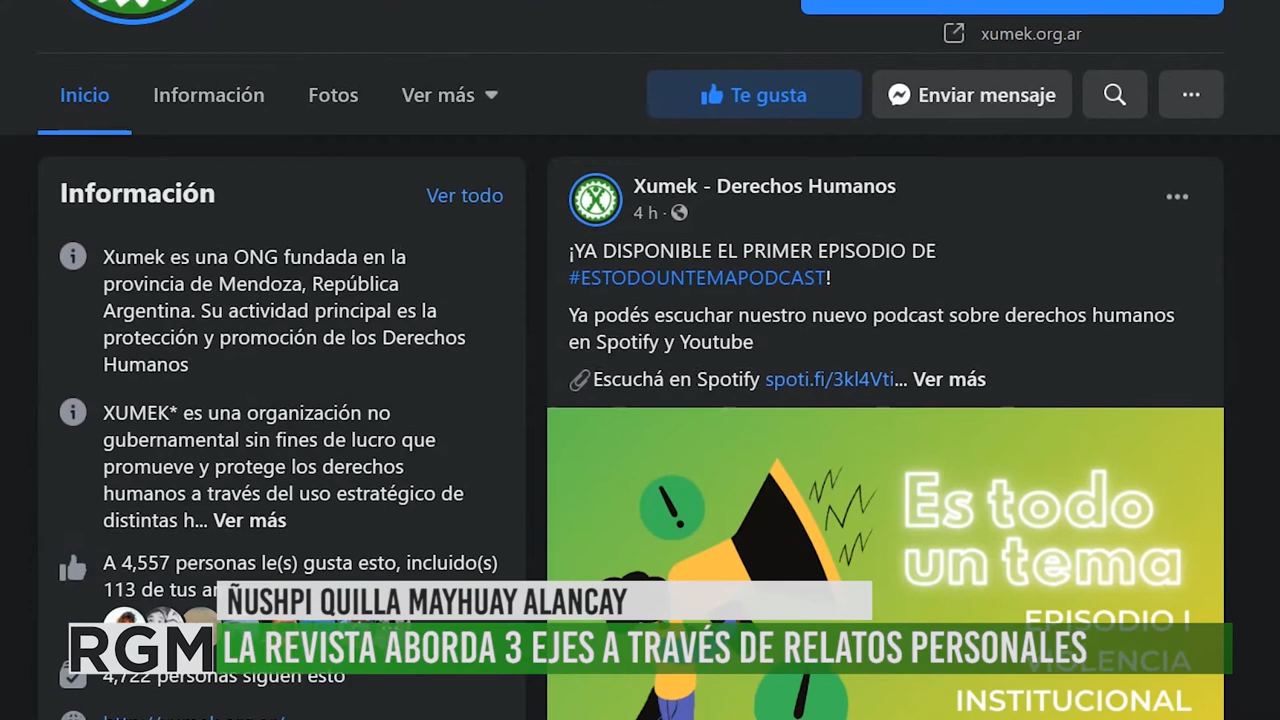 xumek.org.ar
Inicio
Información
Fotos
Ver más
Te gusta
Enviar mensaje
Información
Ver todo
Xumek es una ONG fundada en la
provincia de Mendoza, República
Argentina. Su actividad principal es la
protección y promoción de los Derechos
Humanos
XUMEK* es una organización no
gubernamental sin fines de lucro que
promueve y protege los derechos
humanos a través del uso estratégico de
distintas h... Ver más
A 4,557 personas le(s) gusta esto, incluido(s)
113 de tus
4,722 personas siguen esto
Xumek - Derechos Humanos
4 h ·
¡YA DISPONIBLE EL PRIMER EPISODIO DE
#ESTODOUNTEMAPODCAST!
Ya podés escuchar nuestro nuevo podcast sobre derechos humanos
en Spotify y Youtube
Escuchá en Spotify spoti.fi/3kl4Vti... Ver más
Es todo
un tema
EPISODIO I
VIOLENCIA
INSTITUCIONAL
ÑUSHPI QUILLA MAYHUAY ALANCAY
RGM
LA REVISTA ABORDA 3 EJES A TRAVÉS DE RELATOS PERSONALES